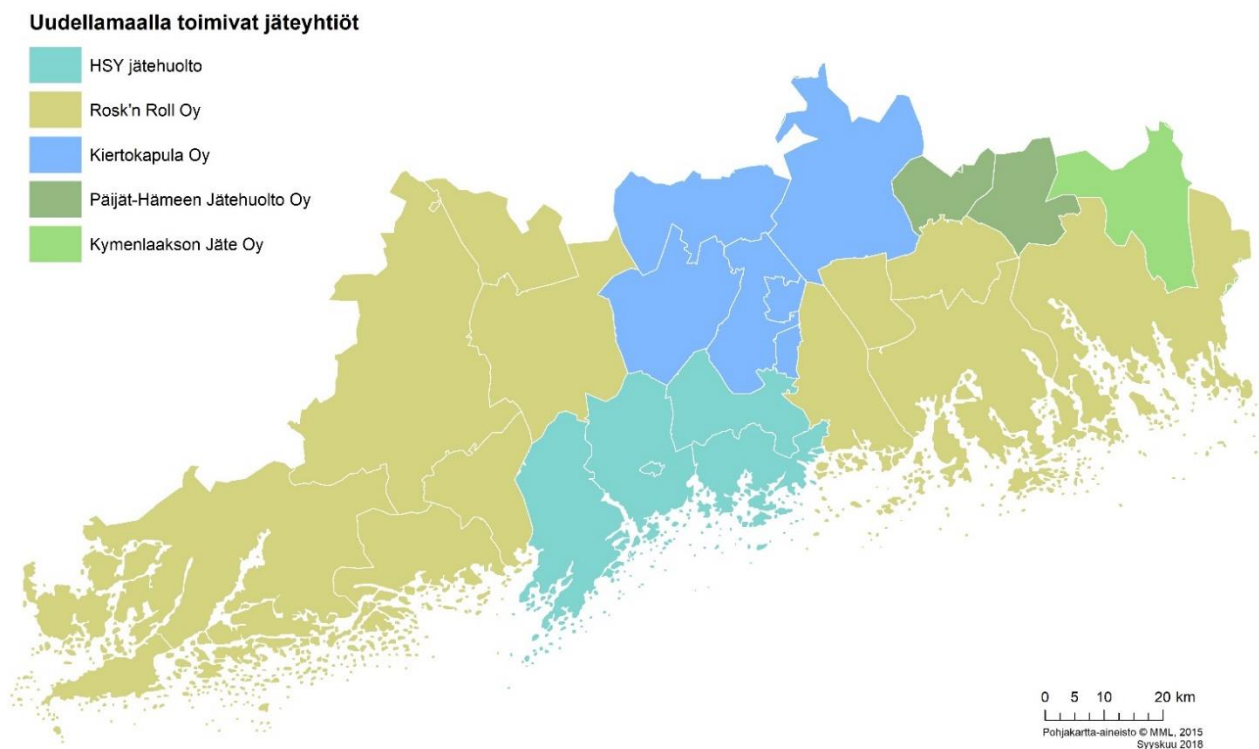 Uudellamaalla toimivat jäteyhtiöt
HSY jätehuolto
Rosk'n Roll Oy
Kiertokapula Oy
Päijät-Hämeen Jätehuolto Oy
Kymenlaakson Jäte Oy
0 5 10 20 km
Pohjakartta-aineisto © MML, 2015
Syyskuu 2018